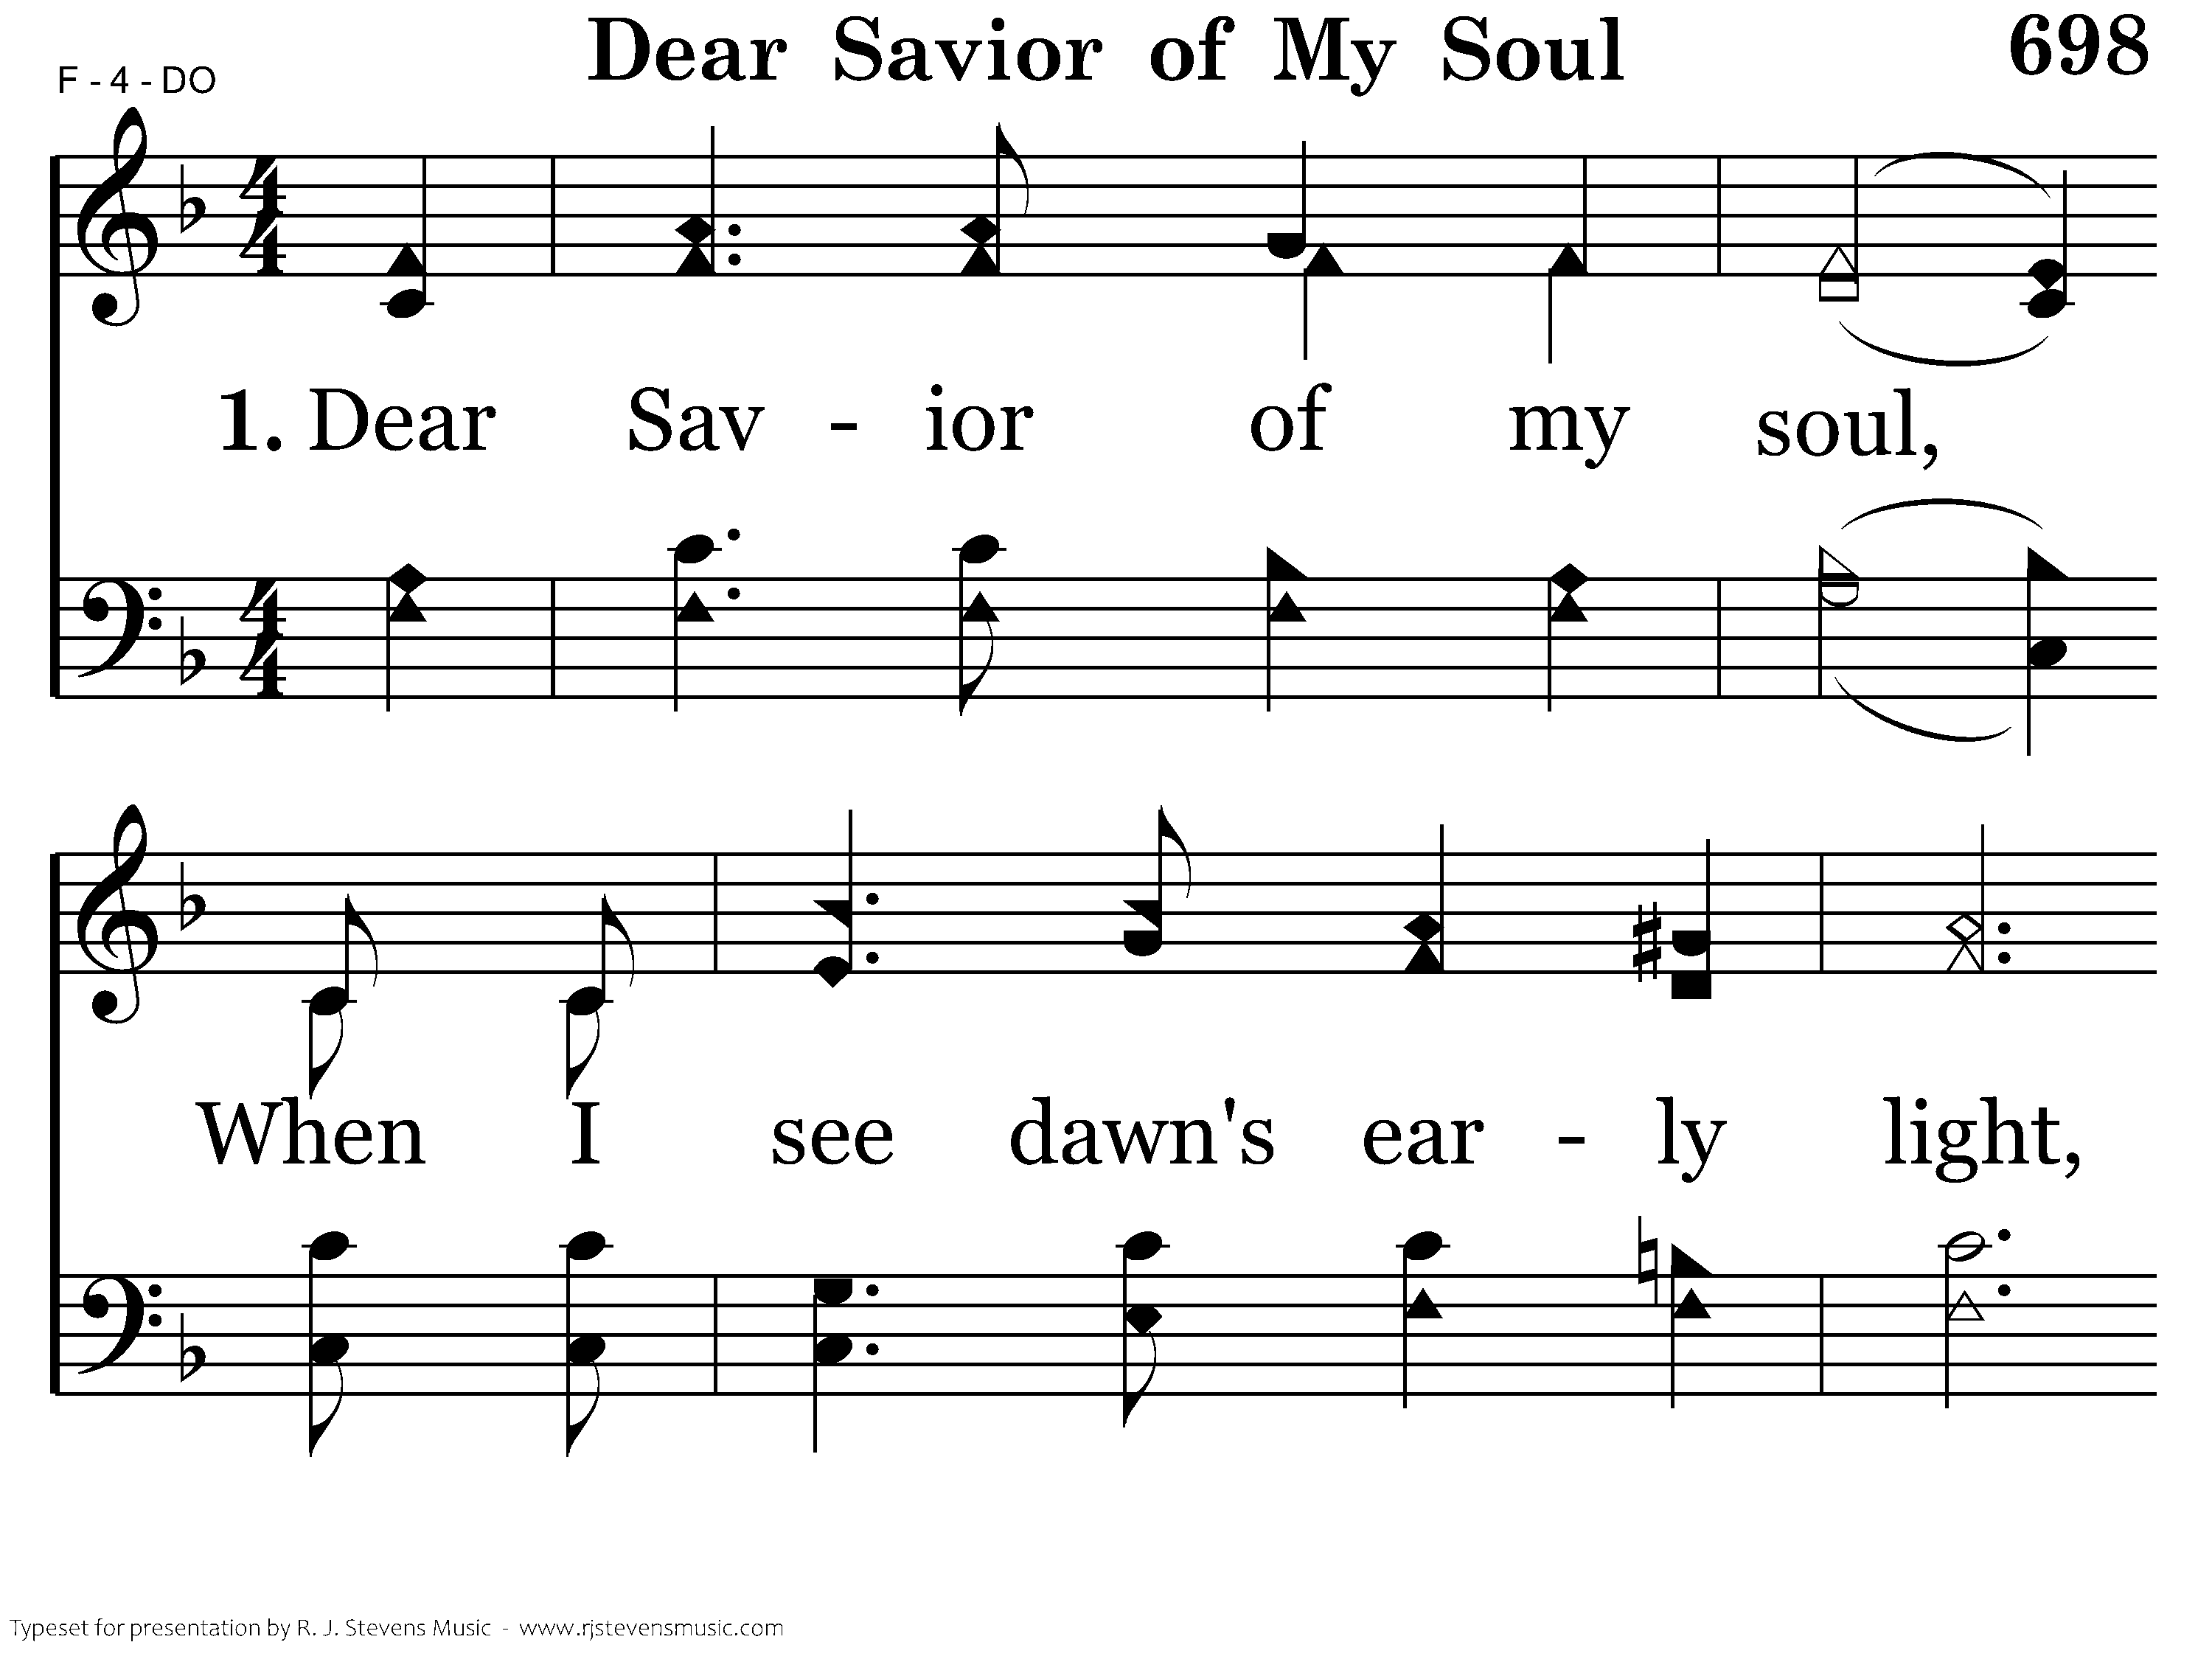 Dear Savior of My Soul 698
F - 4 - DO
1. Dear Sav - ior of my soul,
When I see dawn's ear - ly light,
Typeset for presentation by R. J. Stevens Music - www.rjstevensmusic.com